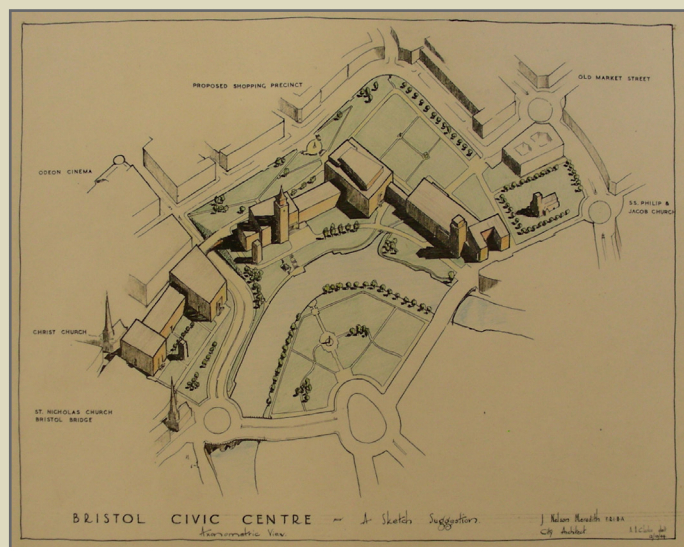 PROPOSED SHOPPING PRECINCT
OLD MARKET STREET
ODEON CINEMA
SS. PHILIP &
JACOB CHURCH
CHRIST CHURCH
ST. NICHOLAS CHURCH
BRISTOL BRIDGE
BRISTOL CIVIC CENTRE ~ A Sketch Suggestion
Axonometric View
J Nelson Meredith F.R.I.B.A
City Architect